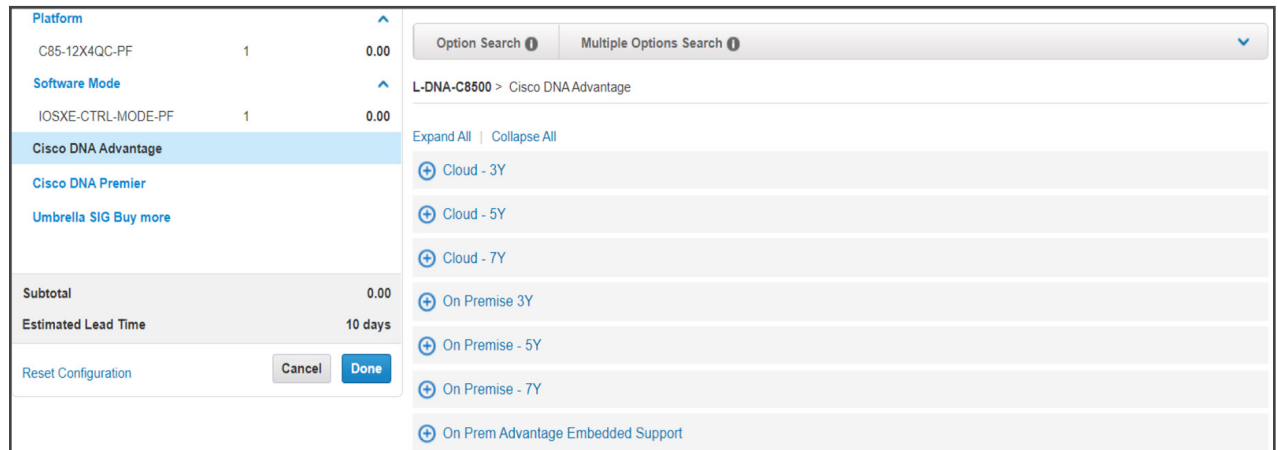 Platform
C85-12X4QC-PF 1 0.00
Software Mode
IOSXE-CTRL-MODE-PF 1 0.00
Cisco DNA Advantage
Cisco DNA Premier
Umbrella SIG Buy more
Subtotal 0.00
Estimated Lead Time 10 days
Reset Configuration Cancel Done
Option Search Multiple Options Search
L-DNA-C8500 > Cisco DNA Advantage
Expand All | Collapse All
Cloud - 3Y
Cloud - 5Y
Cloud - 7Y
On Premise 3Y
On Premise - 5Y
On Premise - 7Y
On Prem Advantage Embedded Support